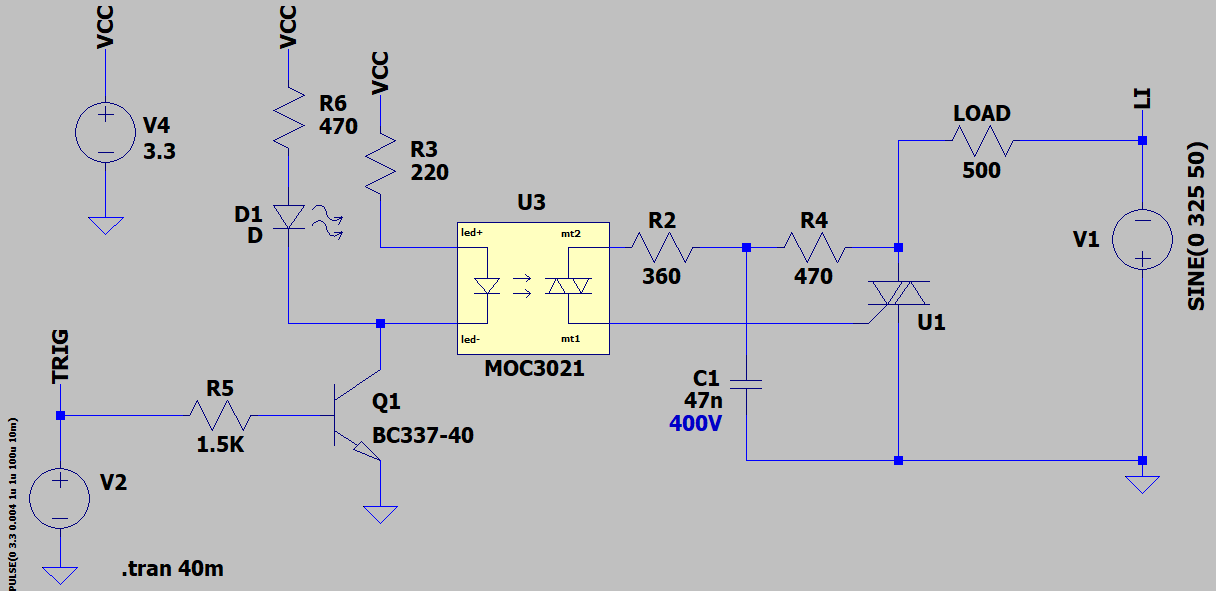 VCC
V4
3.3
VCC
R6
470
D1
D
VCC
R3
220
U3
led+
mt2
led-
mt1
MOC3021
R2
360
R4
470
LOAD
500
LI
V1
SINE(0 325 50)
U1
C1
47n
400V
TRIG
R5
1.5K
Q1
BC337-40
V2
PULSE(0 3.3 0.004 1u 1u 100u 10m)
.tran 40m